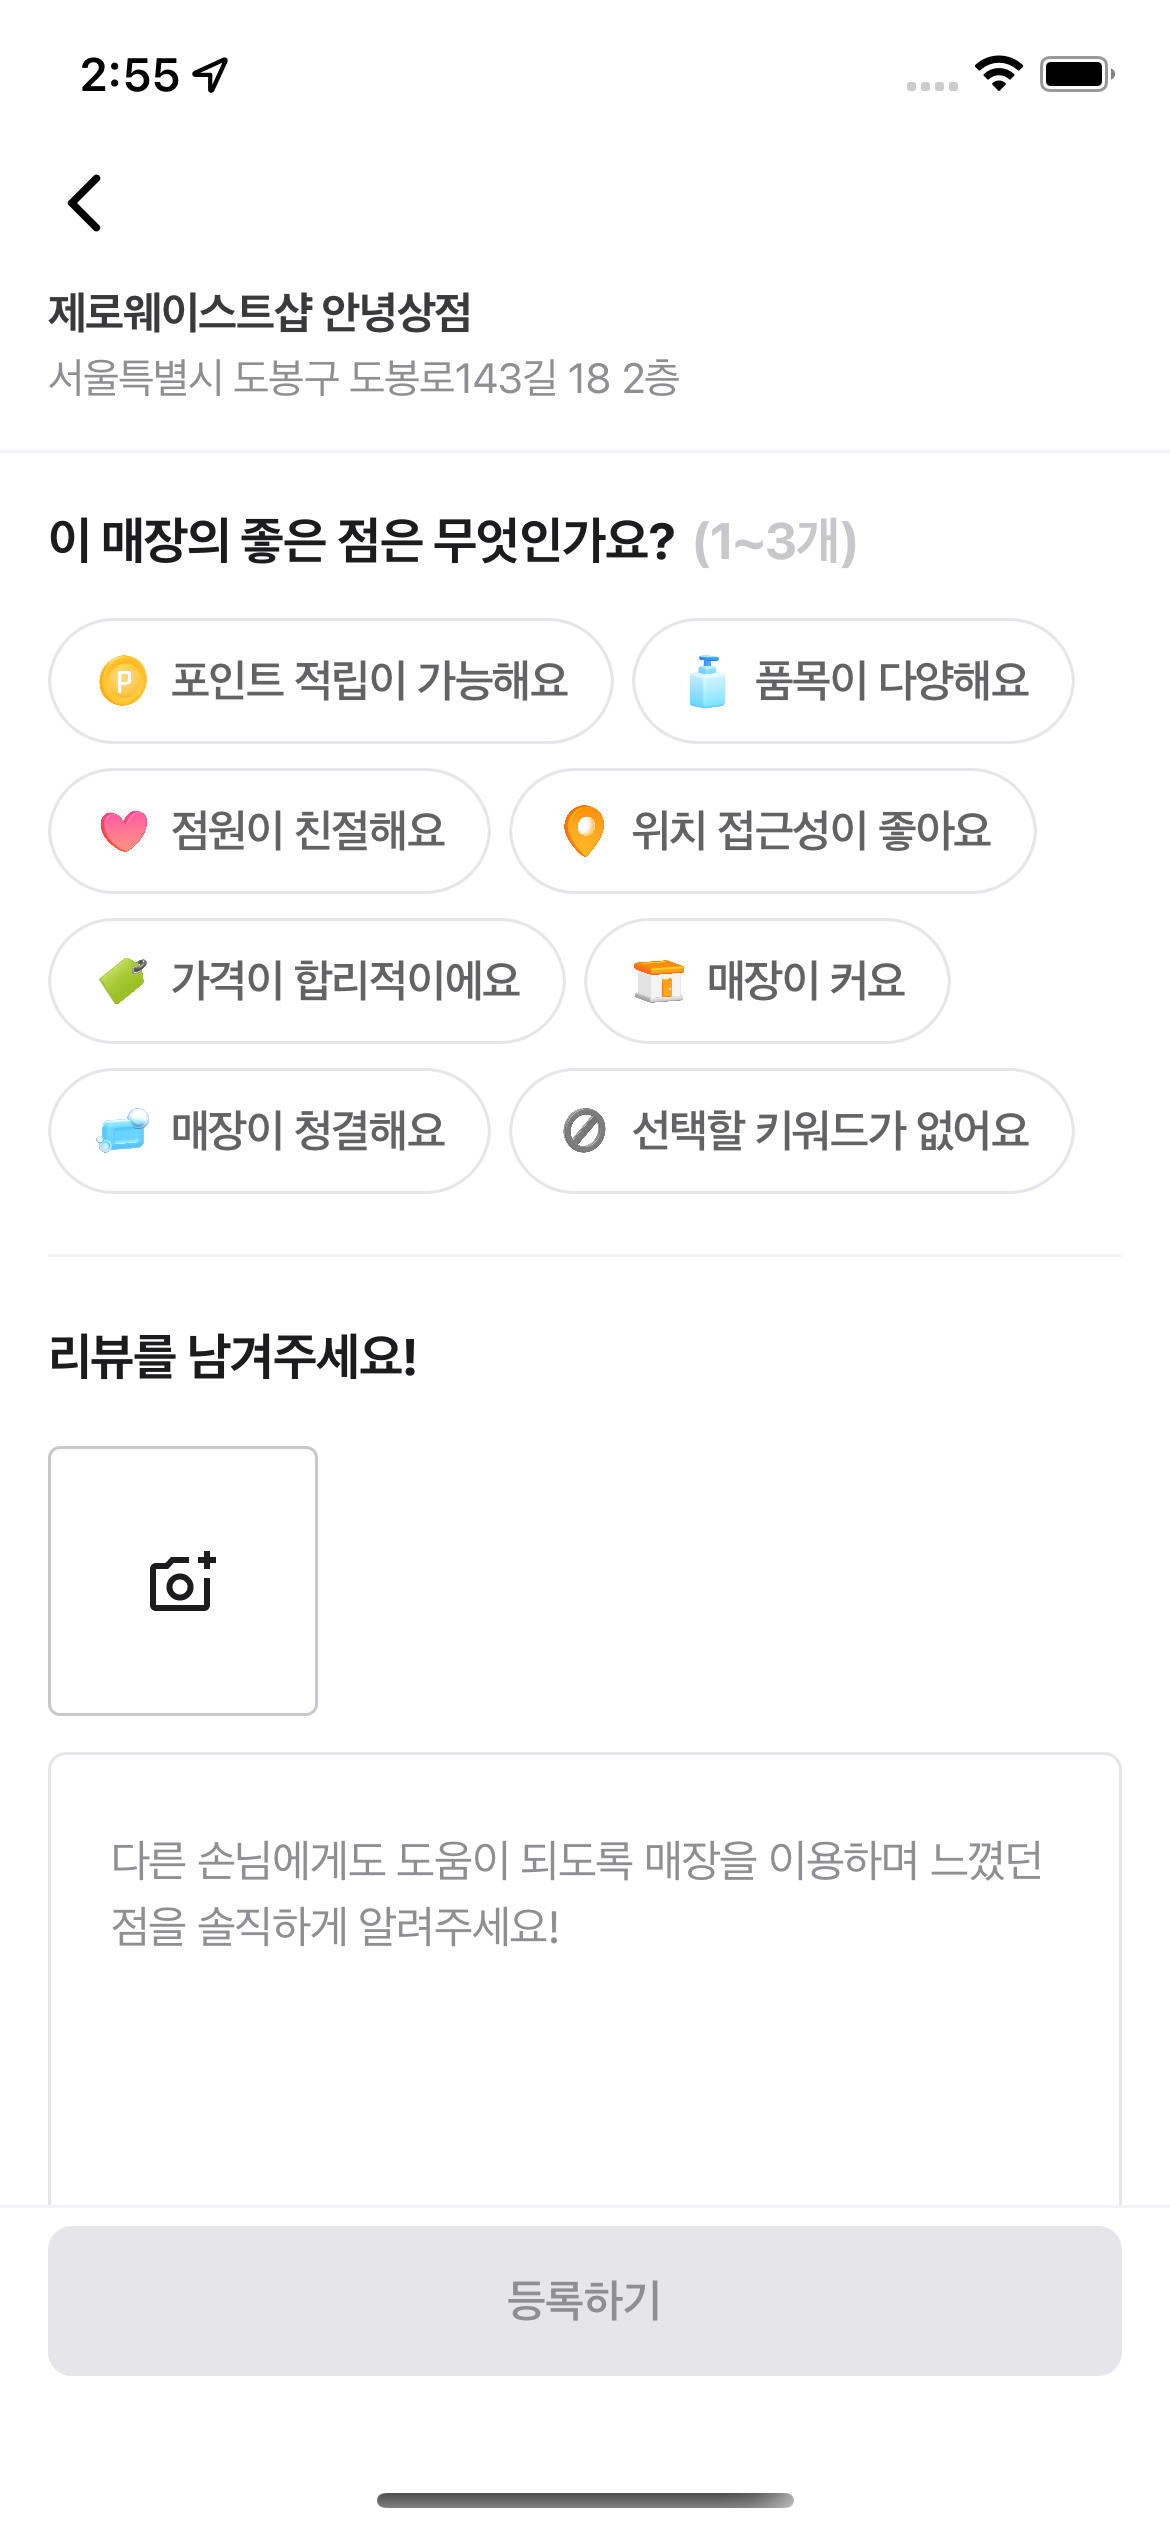 2:55
제로웨이스트샵 안녕상점
서울특별시 도봉구 도봉로143길 18 2층
이 매장의 좋은 점은 무엇인가요? (1~3개)
P 포인트 적립이 가능해요
품목이 다양해요
점원이 친절해요
위치 접근성이 좋아요
가격이 합리적이에요
매장이 커요
매장이 청결해요
선택할 키워드가 없어요
리뷰를 남겨주세요!
다른 손님에게도 도움이 되도록 매장을 이용하며 느꼈던
점을 솔직하게 알려주세요!
등록하기